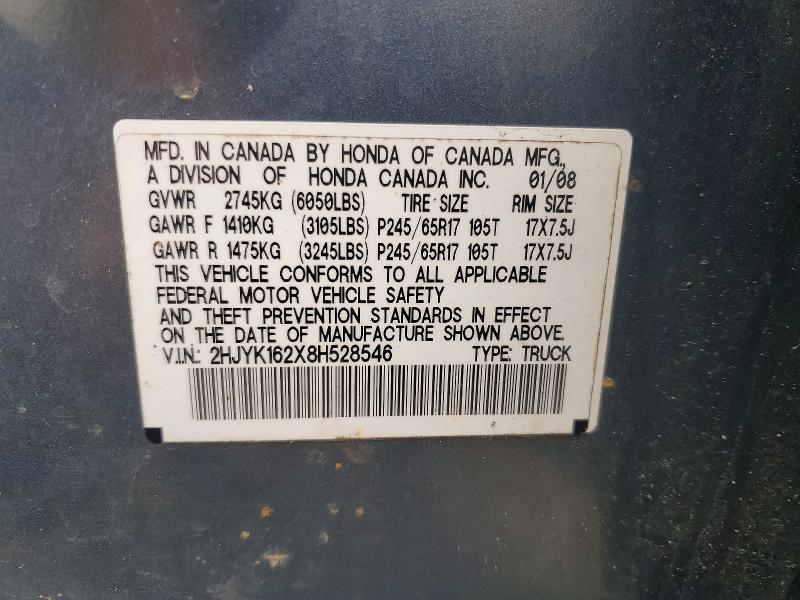 MFD. IN CANADA BY HONDA OF CANADA MFG.,
A DIVISION OF HONDA CANADA INC. 01/08
GVWR 2745KG (6050LBS) TIRE SIZE RIM SIZE
GAWR F 1410KG (3105LBS) P245/65R17 105T 17X7.5J
GAWR R 1475KG (3245LBS) P245/65R17 105T 17X7.5J
THIS VEHICLE CONFORMS TO ALL APPLICABLE
FEDERAL MOTOR VEHICLE SAFETY
AND THEFT PREVENTION STANDARDS IN EFFECT
ON THE DATE OF MANUFACTURE SHOWN ABOVE.
V.I.N.: 2HJYK162X8H528546 TYPE: TRUCK